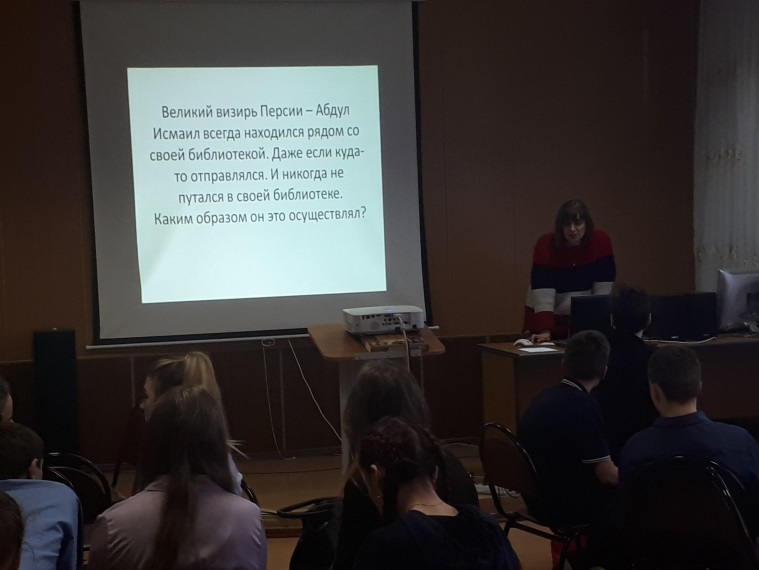 Великий визирь Персии – Абдул
Исмаил всегда находился рядом со
своей библиотекой. Даже если куда-
то отправлялся. И никогда не
путался в своей библиотеке.
Каким образом он это осуществлял?